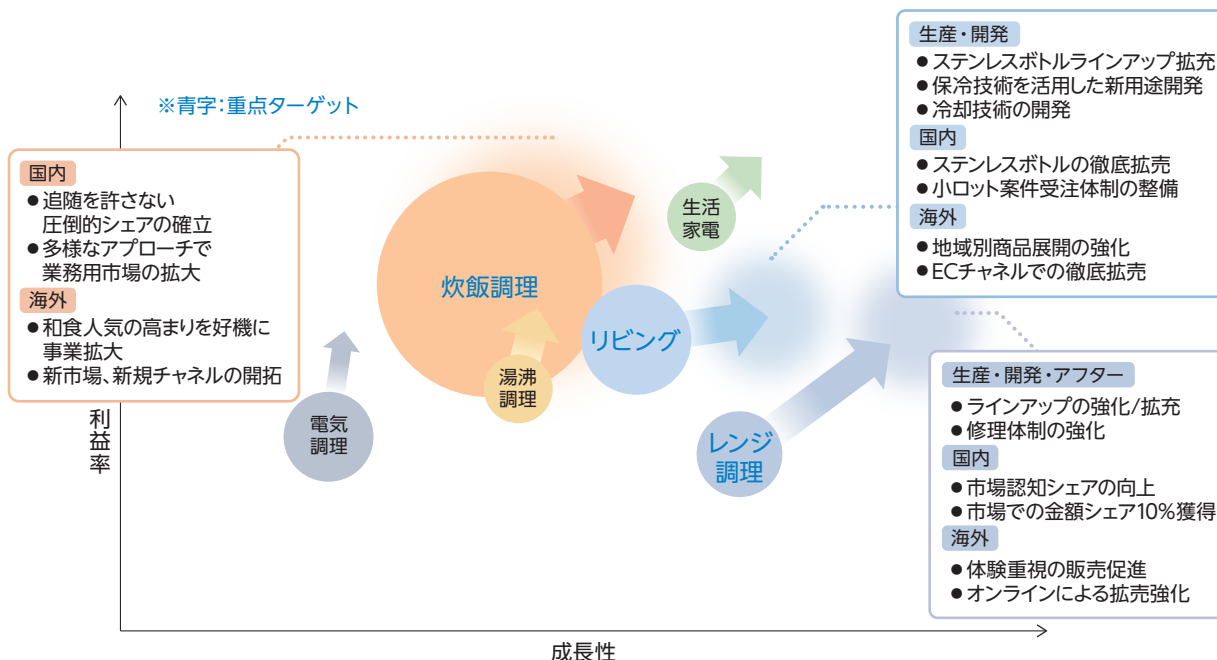 ※青字：重点ターゲット
国内
●追随を許さない
圧倒的シェアの確立
●多様なアプローチで
業務用市場の拡大
海外
●和食人気の高まりを好機に
事業拡大
●新市場、新規チャネルの開拓
利益率
電気
調理
炊飯調理
湯沸
調理
リビング
生活
家電
レンジ
調理
生産・開発
●ステンレスボトルラインアップ拡充
●保冷技術を活用した新用途開発
●冷却技術の開発
国内
●ステンレスボトルの徹底拡売
●小ロット案件受注体制の整備
海外
●地域別商品展開の強化
●ECチャネルでの徹底拡売
生産・開発・アフター
●ラインアップの強化/拡充
●修理体制の強化
国内
●市場認知シェアの向上
●市場での金額シェア10%獲得
海外
●体験重視の販売促進
●オンラインによる拡売強化
成長性